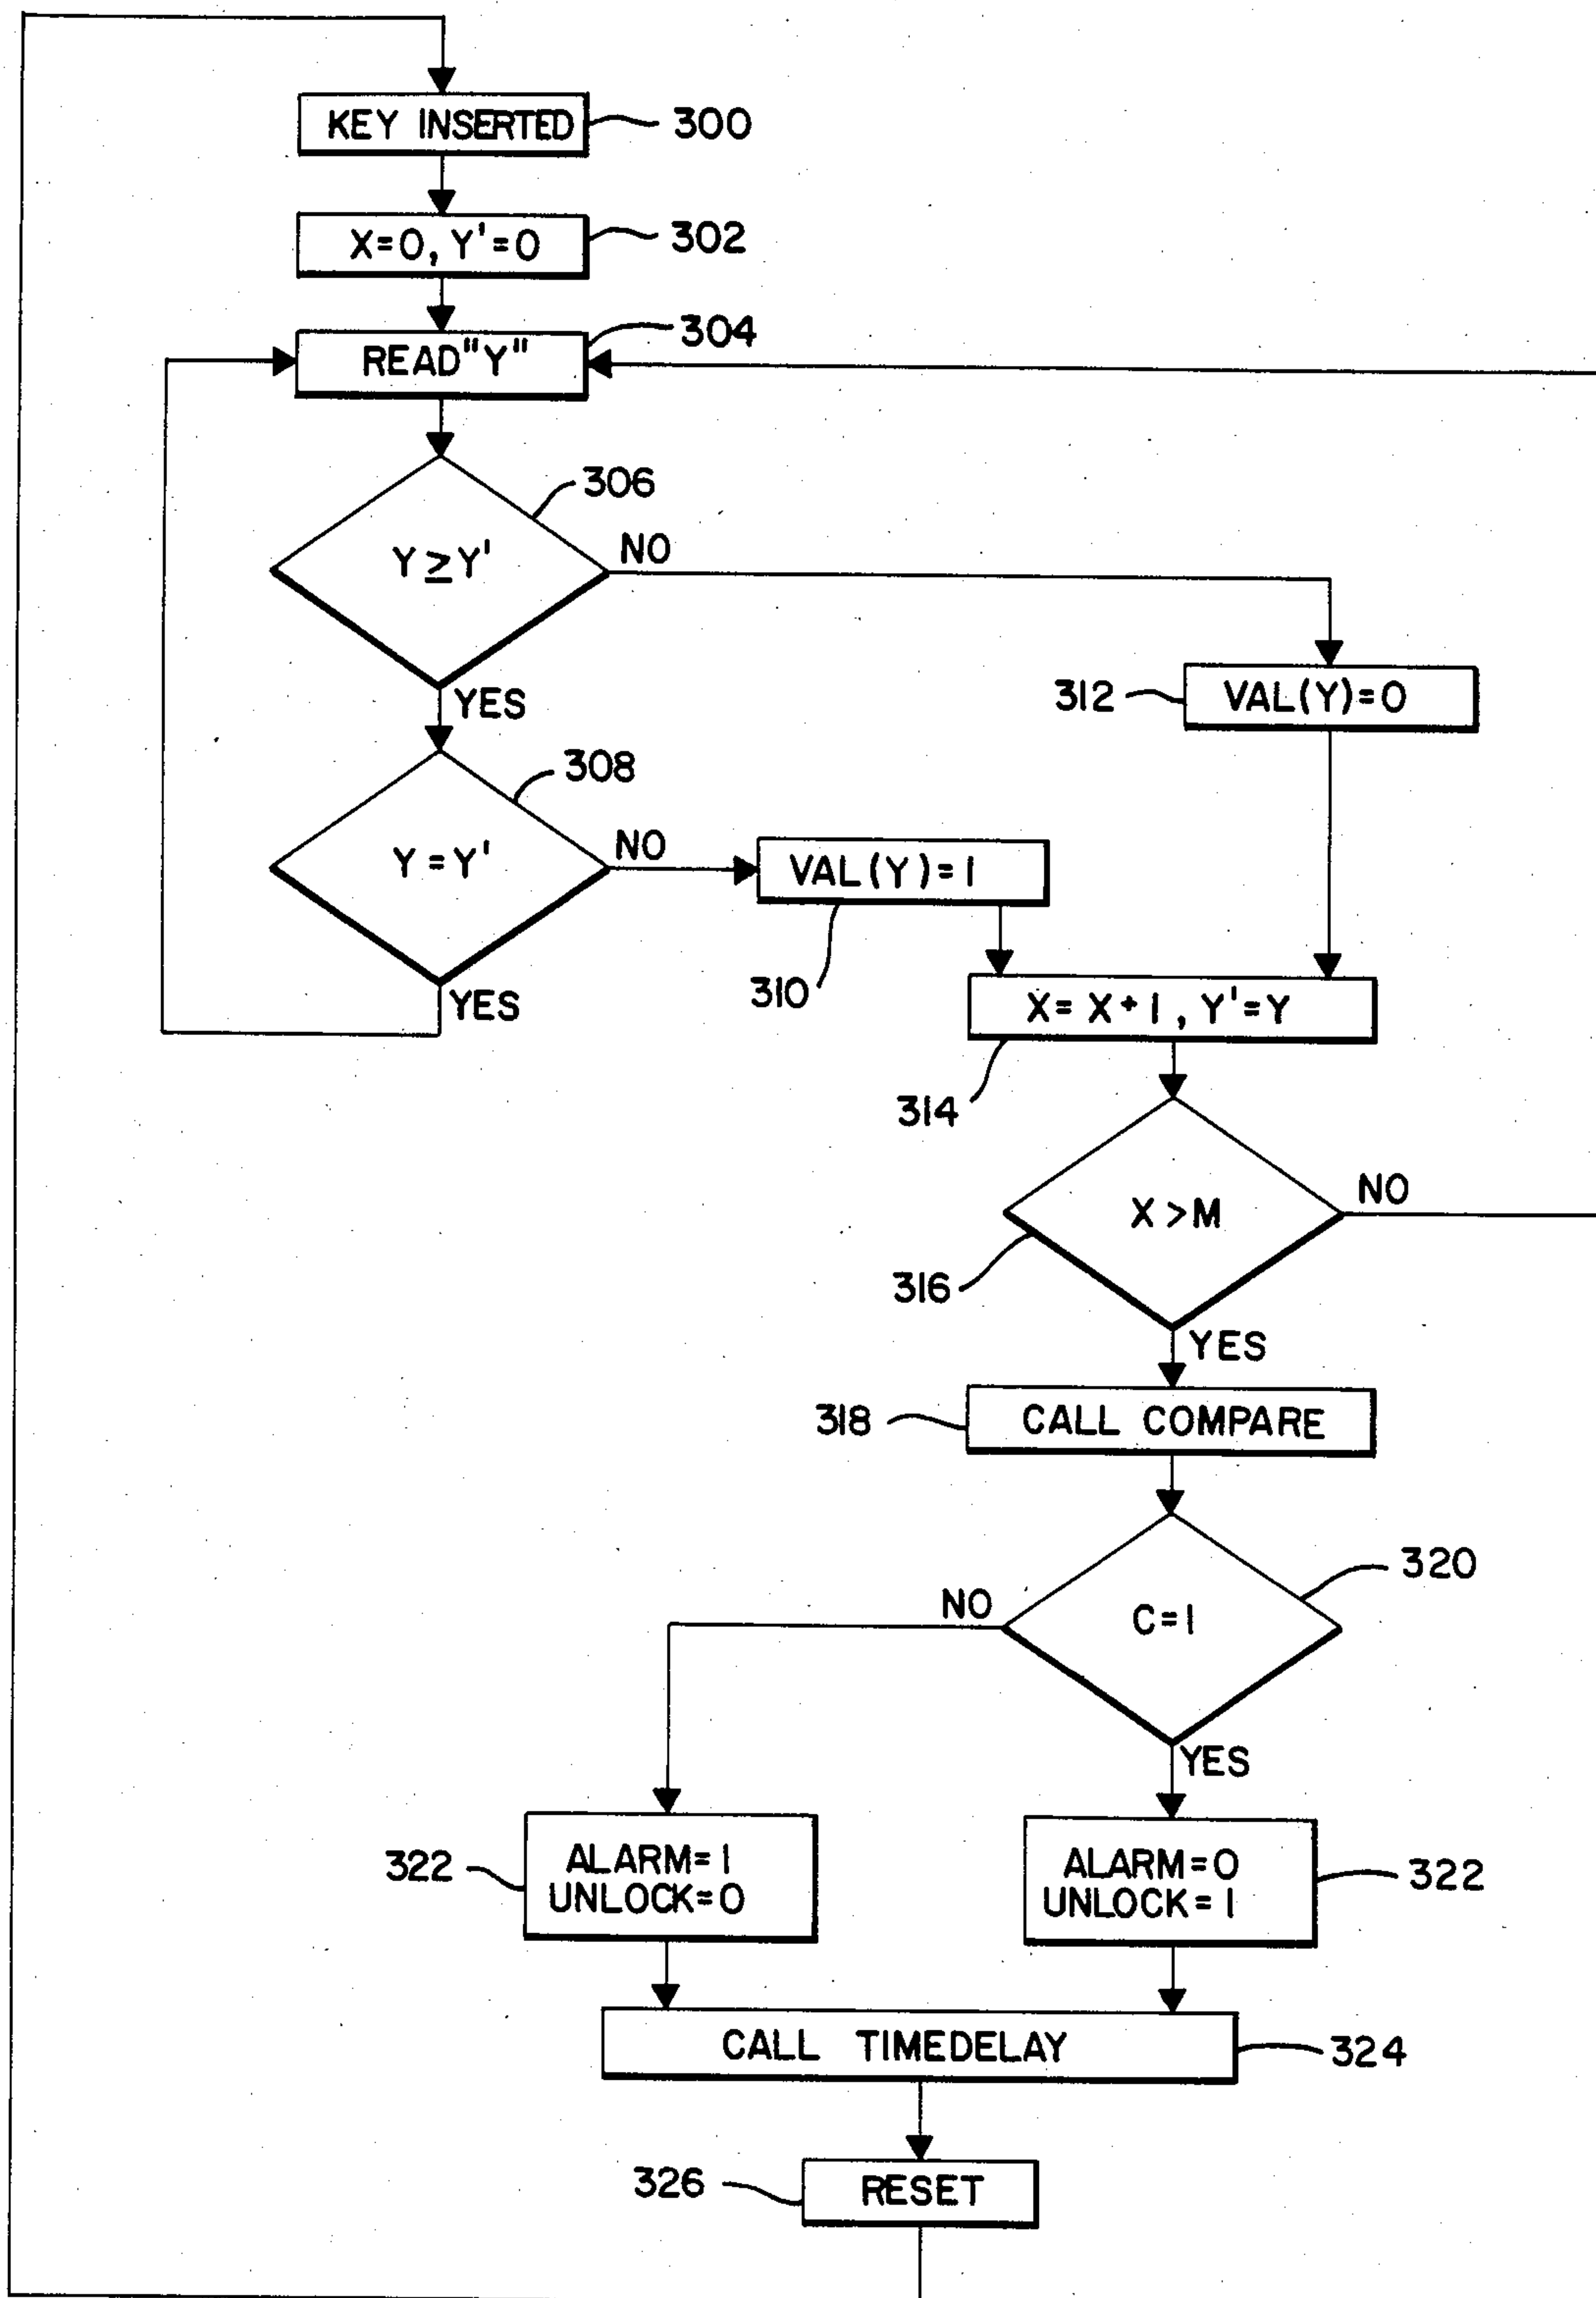 KEY INSERTED
300
X=0, Y'=0
302
304
READ "Y"
306
Y≥Y'
NO
YES
312
VAL(Y)=0
308
Y=Y'
NO
VAL(Y)=1
310
YES
X=X+1, Y'=Y
314
X>M
NO
316
YES
318
CALL COMPARE
320
C=1
NO
YES
322
ALARM=1
UNLOCK=0
ALARM=0
UNLOCK=1
322
CALL TIMEDELAY
324
326
RESET